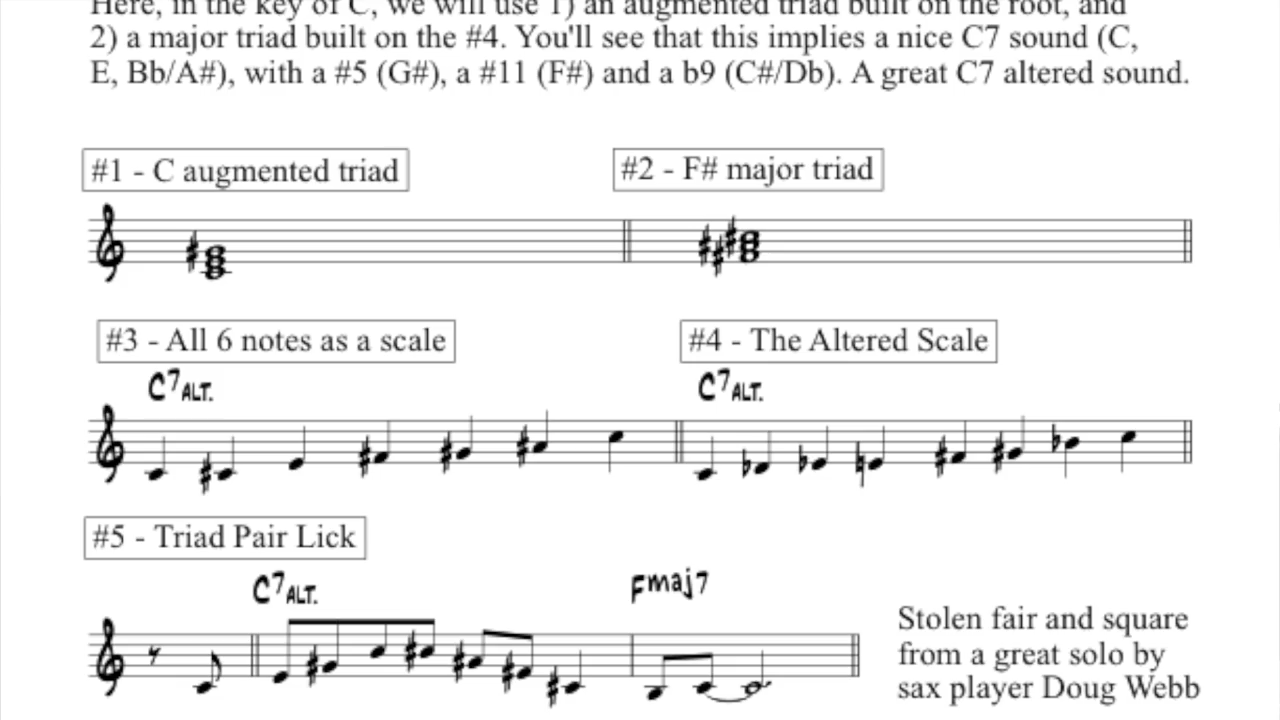 Here, in the key of C, we will use 1) an augmented triad built on the root, and
2) a major triad built on the #4. You'll see that this implies a nice C7 sound (C,
E, Bb/A#), with a #5 (G#), a #11 (F#) and a b9 (C#/Db). A great C7 altered sound.
#1 - C augmented triad
#2 - F# major triad
#3 - All 6 notes as a scale
#4 - The Altered Scale
C7ALT.
C7ALT.
#5 - Triad Pair Lick
C7ALT.
Fmaj7
Stolen fair and square
from a great solo by
sax player Doug Webb